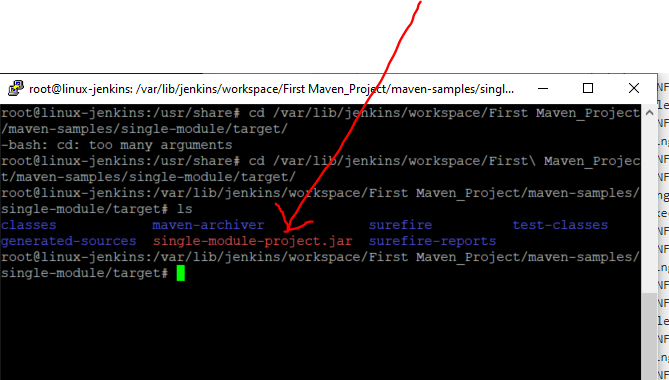 root@linux-jenkins: /var/lib/jenkins/workspace/First Maven_Project/maven-samples/singl...
root@linux-jenkins:/usr/share# cd /var/lib/jenkins/workspace/First Maven_Project
/maven-samples/single-module/target/
-bash: cd: too many arguments
root@linux-jenkins:/usr/share# cd /var/lib/jenkins/workspace/First\ Maven_Projec
t/maven-samples/single-module/target/
root@linux-jenkins:/var/lib/jenkins/workspace/First Maven_Project/maven-samples/
single-module/target# ls
classes maven-archiver surefire test-classes
generated-sources single-module-project.jar surefire-reports
root@linux-jenkins:/var/lib/jenkins/workspace/First Maven_Project/maven-samples/
single-module/target#